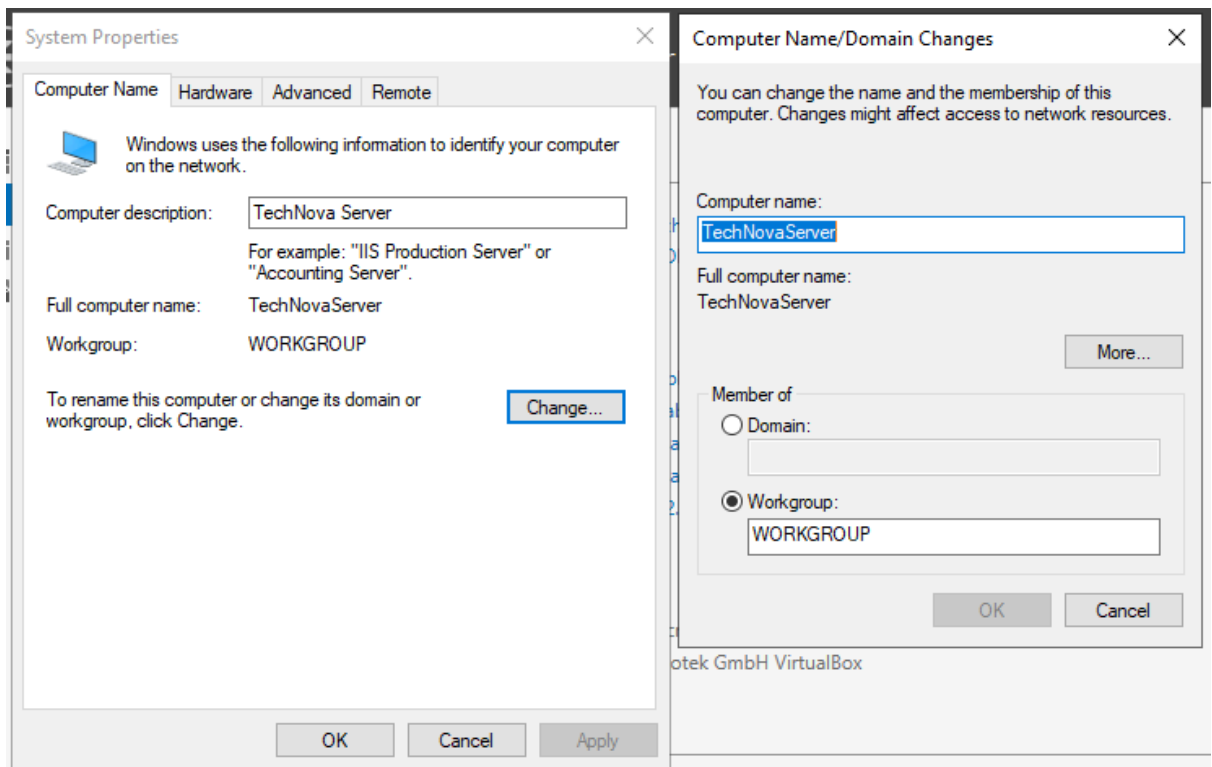 System Properties
Computer Name
Hardware
Advanced
Remote
Windows uses the following information to identify your computer
on the network.
Computer description:
TechNova Server
For example: "IIS Production Server" or
"Accounting Server".
Full computer name:
TechNovaServer
Workgroup:
WORKGROUP
To rename this computer or change its domain or
workgroup, click Change.
Change...
OK
Cancel
Apply
Computer Name/Domain Changes
You can change the name and the membership of this
computer. Changes might affect access to network resources.
Computer name:
TechNovaServer
Full computer name:
TechNovaServer
More...
Member of
Domain:
Workgroup:
WORKGROUP
OK
Cancel
GmbH VirtualBox